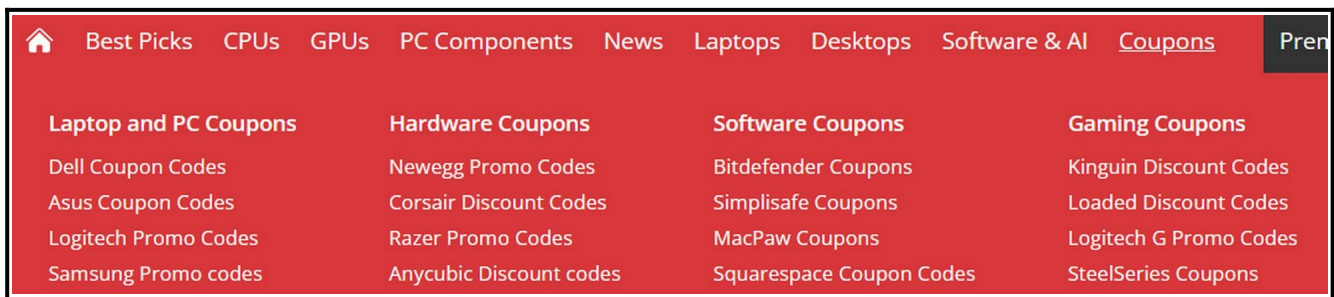 Best Picks CPUs GPUs PC Components News Laptops Desktops Software & AI Coupons
Laptop and PC Coupons Hardware Coupons Software Coupons Gaming Coupons
Dell Coupon Codes Newegg Promo Codes Bitdefender Coupons Kinguin Discount Codes
Asus Coupon Codes Corsair Discount Codes Simplisafe Coupons Loaded Discount Codes
Logitech Promo Codes Razer Promo Codes MacPaw Coupons Logitech G Promo Codes
Samsung Promo codes Anycubic Discount codes Squarespace Coupon Codes SteelSeries Coupons